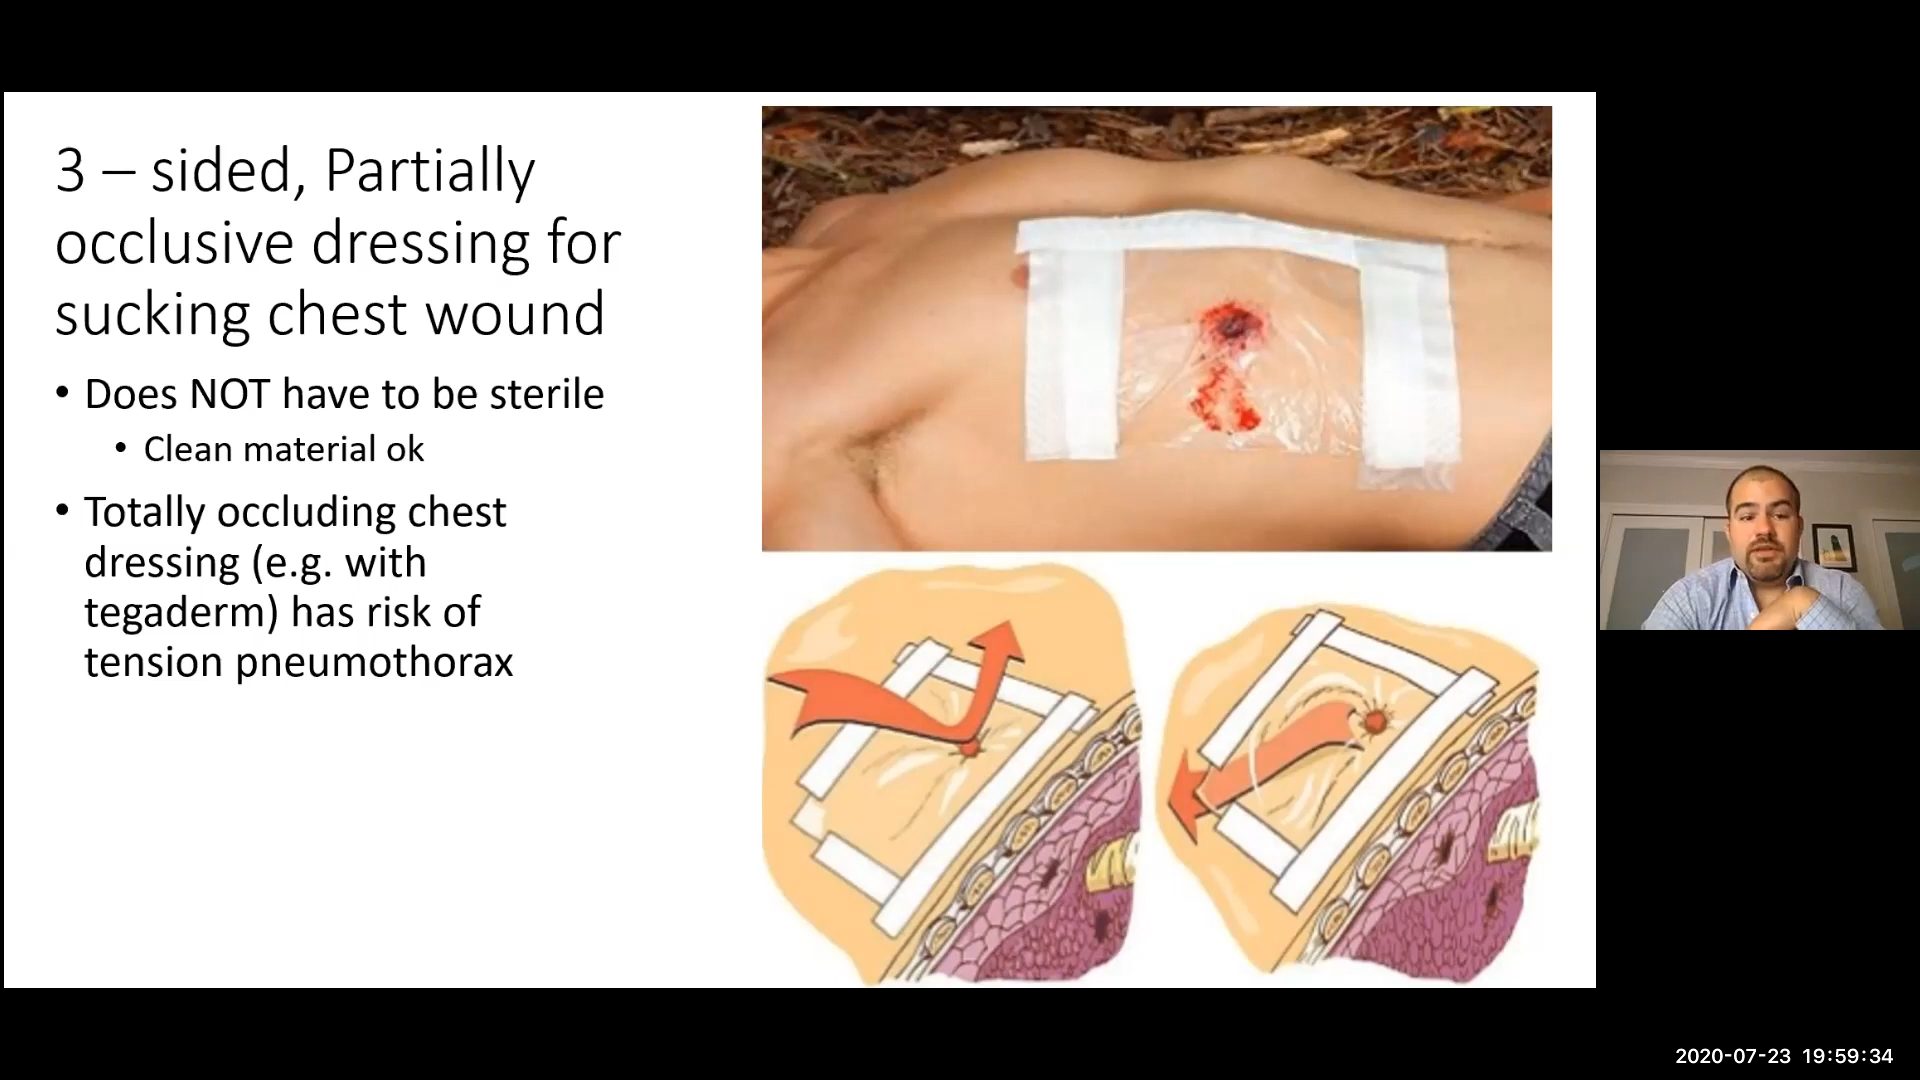 3 – sided, Partially
occlusive dressing for
sucking chest wound
• Does NOT have to be sterile
• Clean material ok
• Totally occluding chest
dressing (e.g. with
tegaderm) has risk of
tension pneumothorax
2020-07-23 19:59:34